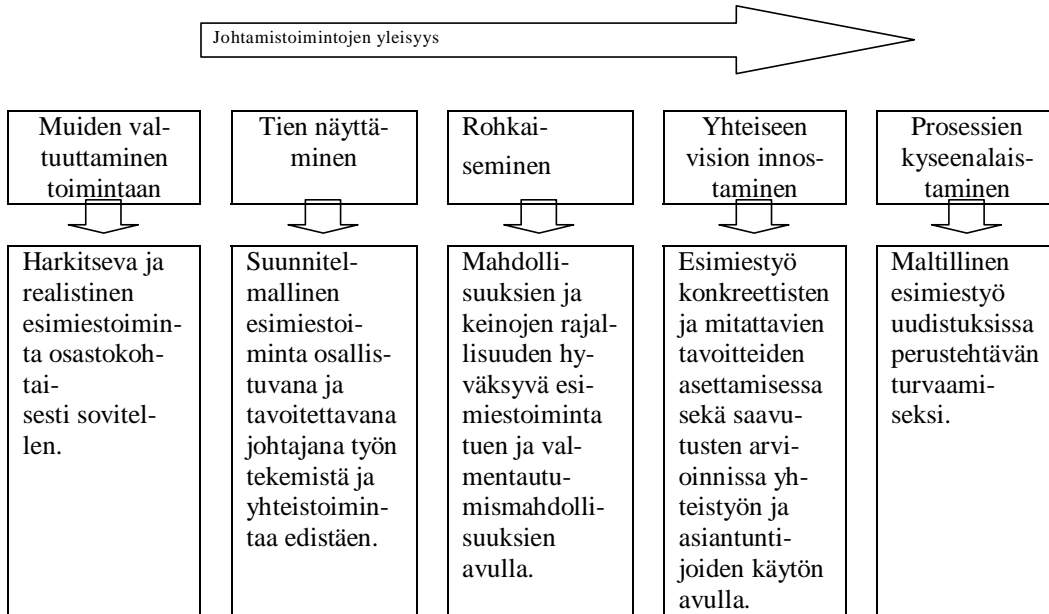 Johtamistoimintojen yleisyys
Muiden val-
tuuttaminen
toimintaan
Tien näyttä-
minen
Rohkai-
seminen
Yhteiseen
vision innos-
taminen
Prosessien
kyseenalais-
taminen
Harkitseva ja
realistinen
esimiestoimin-
ta osastokoh-
tai-
sesti sovitel-
len.
Suunnitel-
mallinen
esimiestoi-
minta osallis-
tuvana ja
tavoitettavana
johtajana työn
tekemistä ja
yhteistoimin-
taa edistäen.
Mahdolli-
suuksien ja
keinojen rajal-
lisuuden hy-
väksyvä esi-
miestoiminta
tuen ja val-
mentautu-
mismahdolli-
suuksien
avulla.
Esimiestyö
konkreettisten
ja mitattavien
tavoitteiden
asettamisessa
sekä saavu-
tusten arvi-
oinnissa yh-
teistyön ja
asiantunti-
joiden käytön
avulla.
Maltillinen
esimiestyö
uudistuksissa
perustehtävän
turvaami-
seksi.